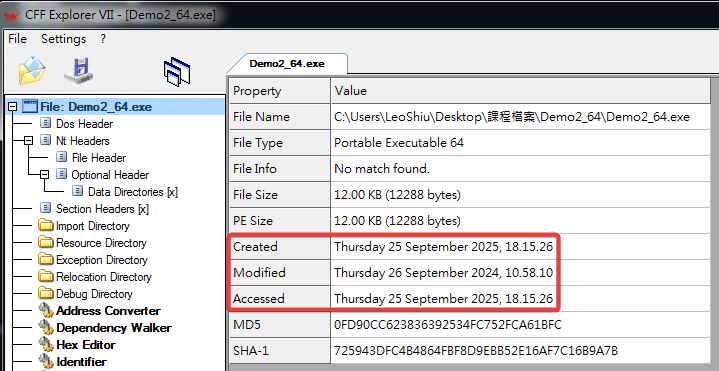 CFF Explorer VII - [Demo2_64.exe]
File Settings ?
Demo2_64.exe
File: Demo2_64.exe
Dos Header
Nt Headers
File Header
Optional Header
Data Directories [x]
Section Headers [x]
Import Directory
Resource Directory
Exception Directory
Relocation Directory
Debug Directory
Address Converter
Dependency Walker
Hex Editor
Identifier
Property Value
File Name C:\Users\LeoShiu\Desktop\課程檔案\Demo2_64\Demo2_64.exe
File Type Portable Executable 64
File Info No match found.
File Size 12.00 KB (12288 bytes)
PE Size 12.00 KB (12288 bytes)
Created Thursday 25 September 2025, 18.15.26
Modified Thursday 26 September 2024, 10.58.10
Accessed Thursday 25 September 2025, 18.15.26
MD5 0FD90CC623836392534FC752FCA61BFC
SHA-1 725943DFC4B4864FBF8D9EBB52E16AF7C16B9A7B